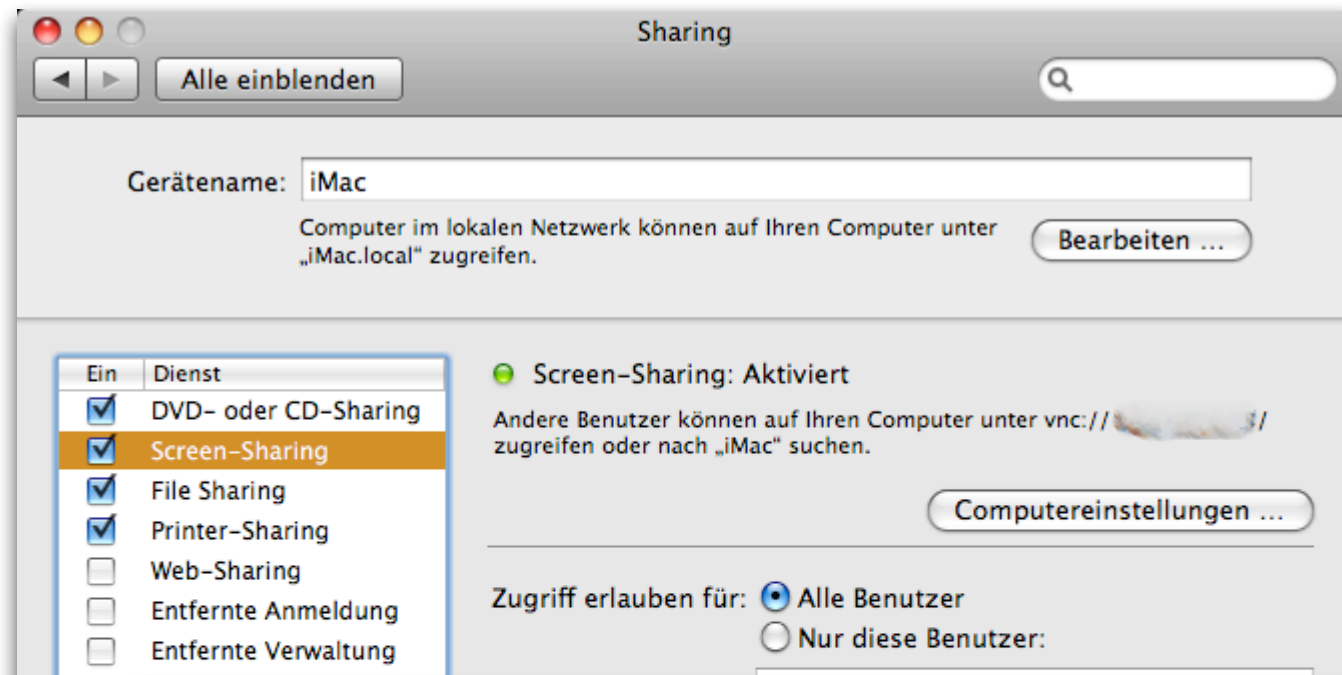 Sharing
Alle einblenden
Gerätename: iMac
Computer im lokalen Netzwerk können auf Ihren Computer unter
„iMac.local“ zugreifen.
Bearbeiten ...
Ein Dienst
DVD- oder CD-Sharing
Screen-Sharing
File Sharing
Printer-Sharing
Web-Sharing
Entfernte Anmeldung
Entfernte Verwaltung
Screen-Sharing: Aktiviert
Andere Benutzer können auf Ihren Computer unter vnc:// /
zugreifen oder nach „iMac“ suchen.
Computereinstellungen ...
Zugriff erlauben für: Alle Benutzer
Nur diese Benutzer: